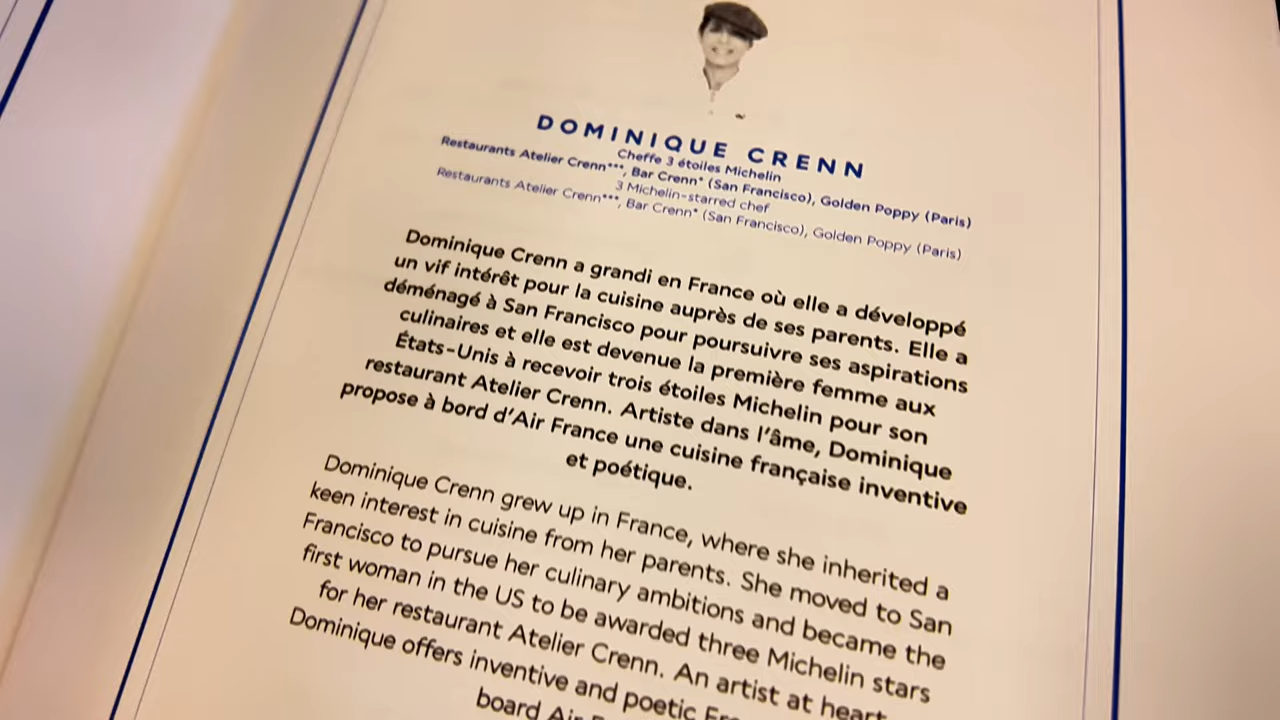 DOMINIQUE CRENN
Cheffe 3 étoiles Michelin
Restaurants Atelier Crenn***, Bar Crenn* (San Francisco), Golden Poppy (Paris)
3 Michelin-starred chef
Restaurants Atelier Crenn***, Bar Crenn* (San Francisco), Golden Poppy (Paris)
Dominique Crenn a grandi en France où elle a développé
un vif intérêt pour la cuisine auprès de ses parents. Elle a
déménagé à San Francisco pour poursuivre ses aspirations
culinaires et elle est devenue la première femme aux
États-Unis à recevoir trois étoiles Michelin pour son
restaurant Atelier Crenn. Artiste dans l'âme, Dominique
propose à bord d'Air France une cuisine française inventive
et poétique.
Dominique Crenn grew up in France, where she inherited a
keen interest in cuisine from her parents. She moved to San
Francisco to pursue her culinary ambitions and became the
first woman in the US to be awarded three Michelin stars
for her restaurant Atelier Crenn. An artist at heart,
Dominique offers inventive and poetic
board